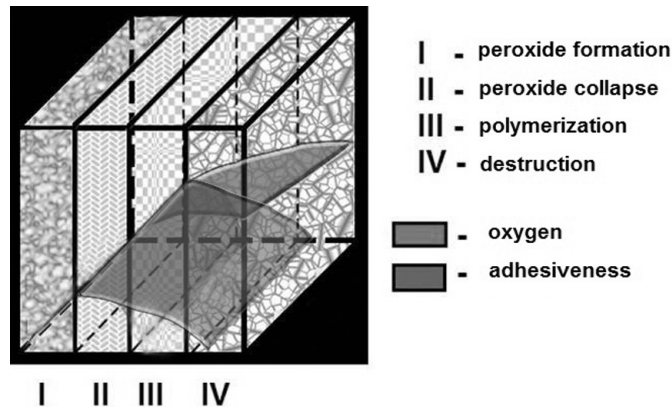 I - peroxide formation
II - peroxide collapse
III - polymerization
IV - destruction
- oxygen
- adhesiveness
I II III IV